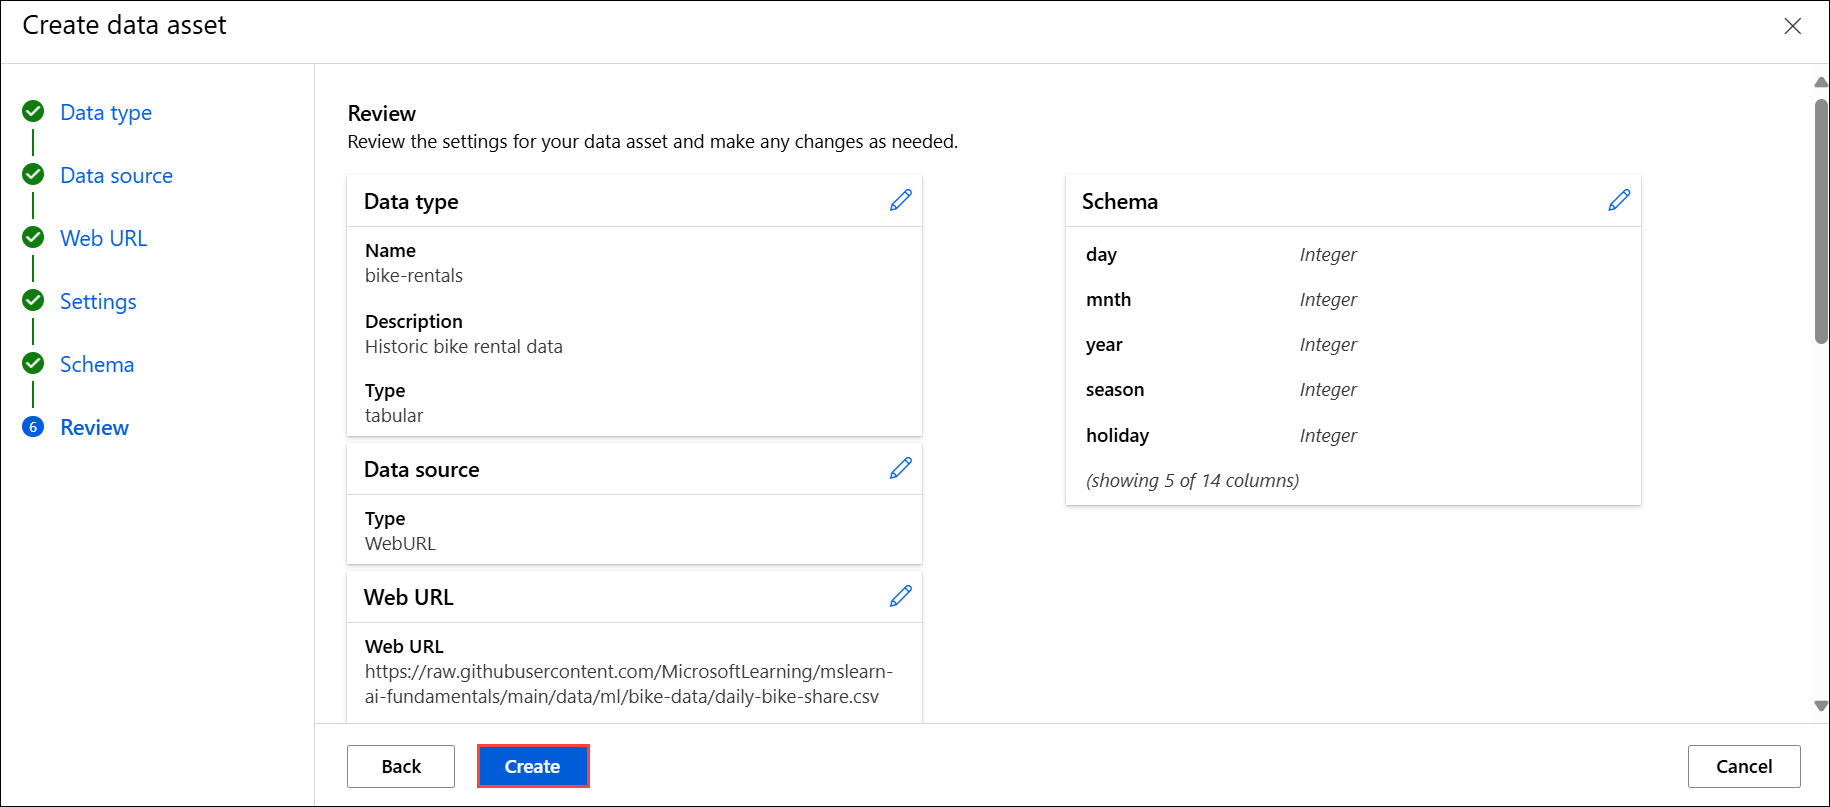 Create data asset
Data type
Data source
Web URL
Settings
Schema
6 Review
Review
Review the settings for your data asset and make any changes as needed.
Data type
Name
bike-rentals
Description
Historic bike rental data
Type
tabular
Data source
Type
WebURL
Web URL
Web URL
https://raw.githubusercontent.com/MicrosoftLearning/mslearn-
ai-fundamentals/main/data/ml/bike-data/daily-bike-share.csv
Schema
day Integer
mnth Integer
year Integer
season Integer
holiday Integer
(showing 5 of 14 columns)
Back Create Cancel